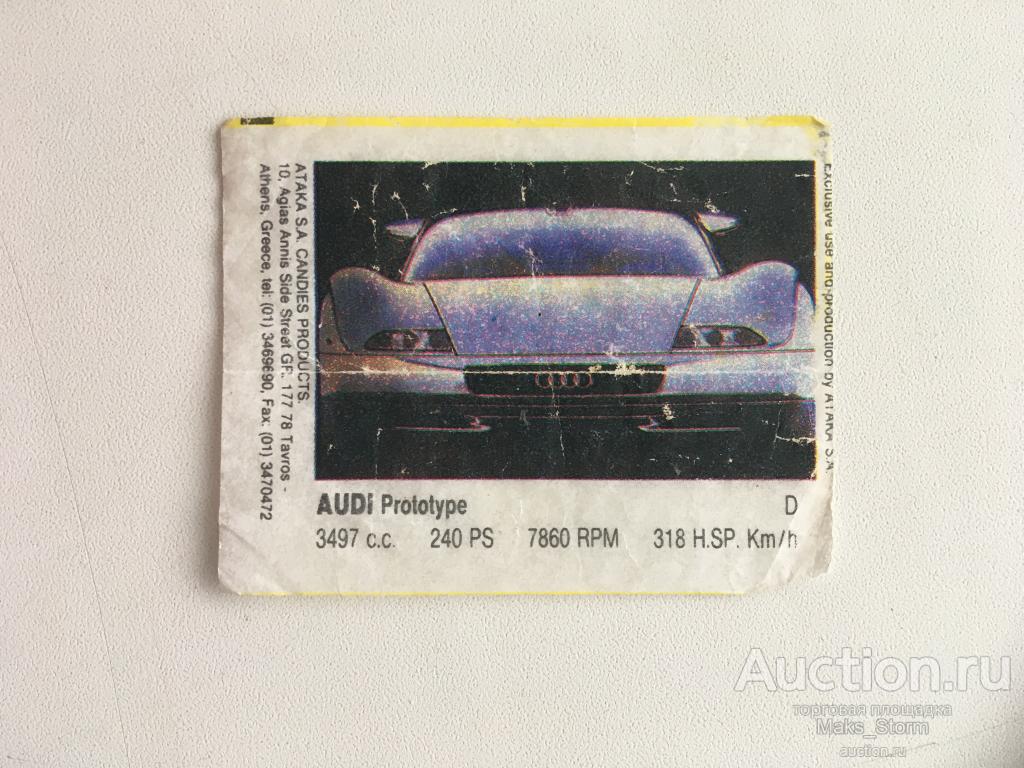 ATAKA S.A. CANDIES PRODUCTS.
10, Agias Annis Side Street GF. 177 78 Tavros -
Athens, Greece, tel: (01) 3469690, Fax: (01) 3470472
Exclusive use and production by ATAKA S.A.
AUDi Prototype D
3497 c.c. 240 PS 7860 RPM 318 H.SP. Km/h
Auction.ru
торговая площадка
Maks_Storm
auction.ru